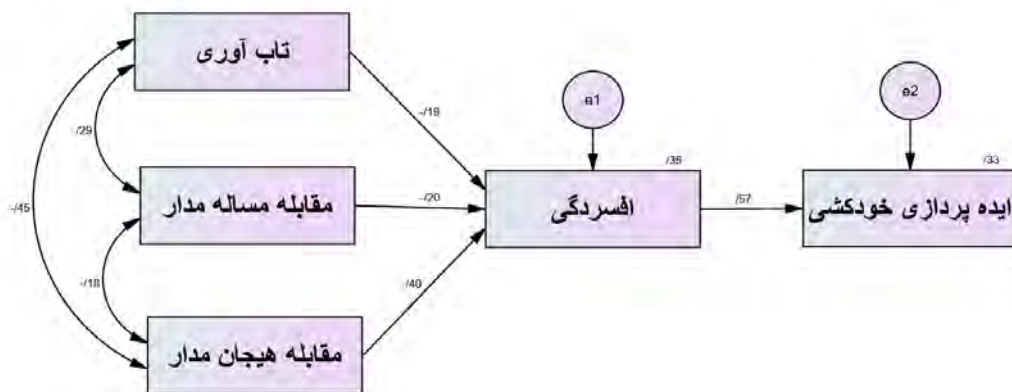 تاب آوری
-/19
e1
e2
-/29
/35
/33
-/45
مقابله مساله مدار
-/20
افسردگی
/57
ایده پردازی خودکشی
-/18
/40
مقابله هیجان مدار